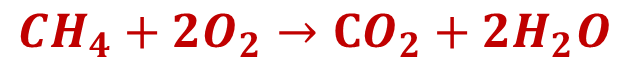 CH₄ + 2O₂ → CO₂ + 2H₂O